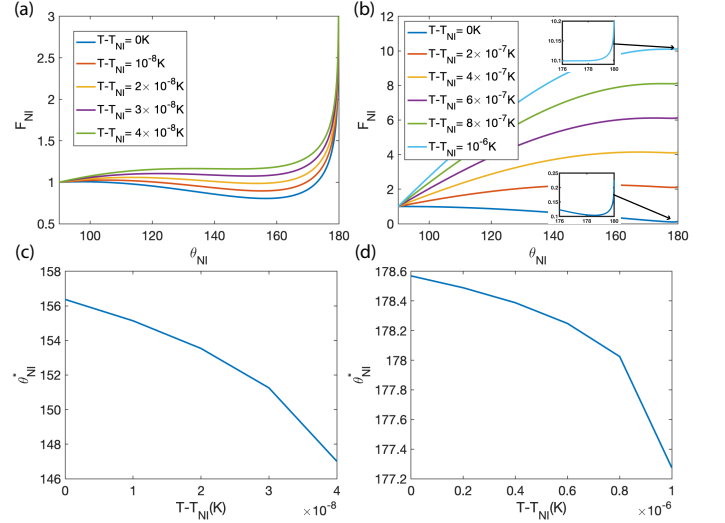 (a)
3
2.5
2
1.5
1
0.5
F_NI
T-T_NI= 0K
T-T_NI= 10^-8K
T-T_NI= 2× 10^-8K
T-T_NI= 3× 10^-8K
T-T_NI= 4× 10^-8K
100 120 140 160 180
θ_NI
(b)
12
10
8
6
4
2
0
F_NI
T-T_NI= 0K
T-T_NI= 2× 10^-7K
T-T_NI= 4× 10^-7K
T-T_NI= 6× 10^-7K
T-T_NI= 8× 10^-7K
T-T_NI= 10^-6K
10.2
10.15
10.1
176 178 180
0.25
0.2
0.15
0.1
176 178 180
100 120 140 160 180
θ_NI
(c)
158
156
154
152
150
148
146
θ*_NI
0 1 2 3 4
T-T_NI(K) ×10^-8
(d)
178.6
178.4
178.2
178
177.8
177.6
177.4
177.2
θ*_NI
0 0.2 0.4 0.6 0.8 1
T-T_NI(K) ×10^-6